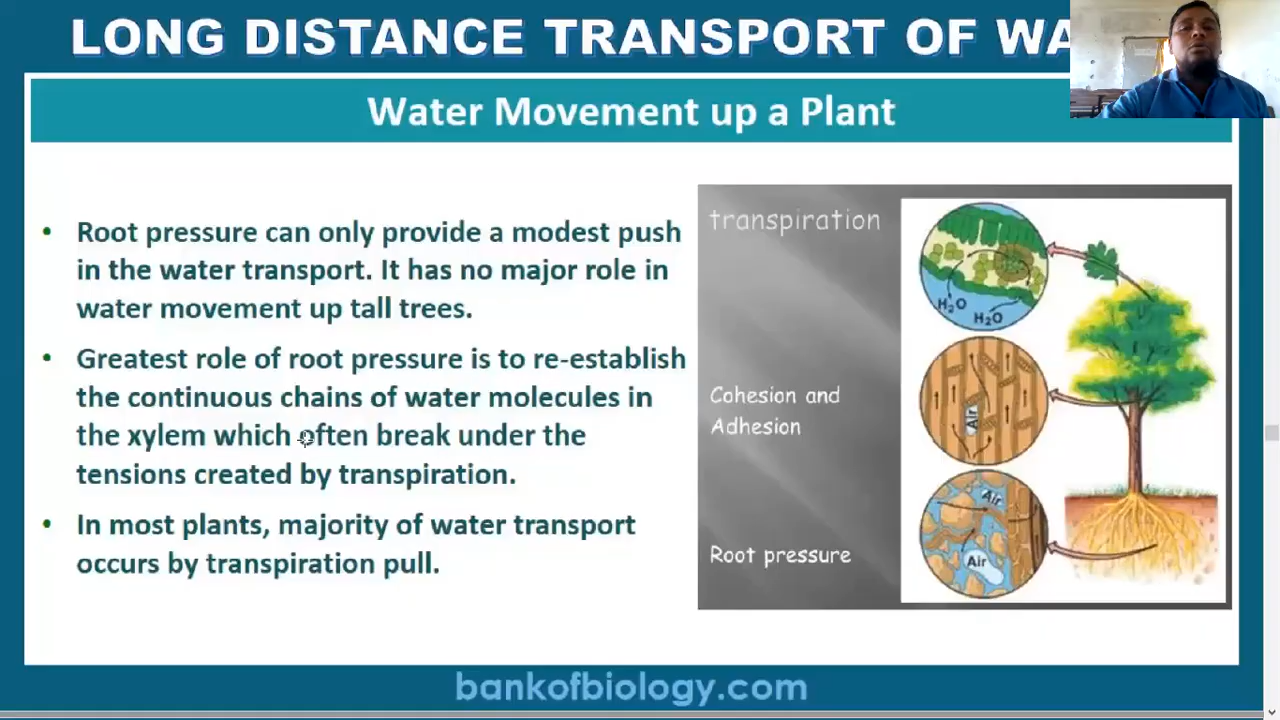 LONG DISTANCE TRANSPORT OF WA
Water Movement up a Plant
• Root pressure can only provide a modest push
in the water transport. It has no major role in
water movement up tall trees.
• Greatest role of root pressure is to re-establish
the continuous chains of water molecules in
the xylem which often break under the
tensions created by transpiration.
• In most plants, majority of water transport
occurs by transpiration pull.
transpiration
H₂O
H₂O
Cohesion and
Adhesion
Air
Root pressure
Air
Air
bankofbiology.com